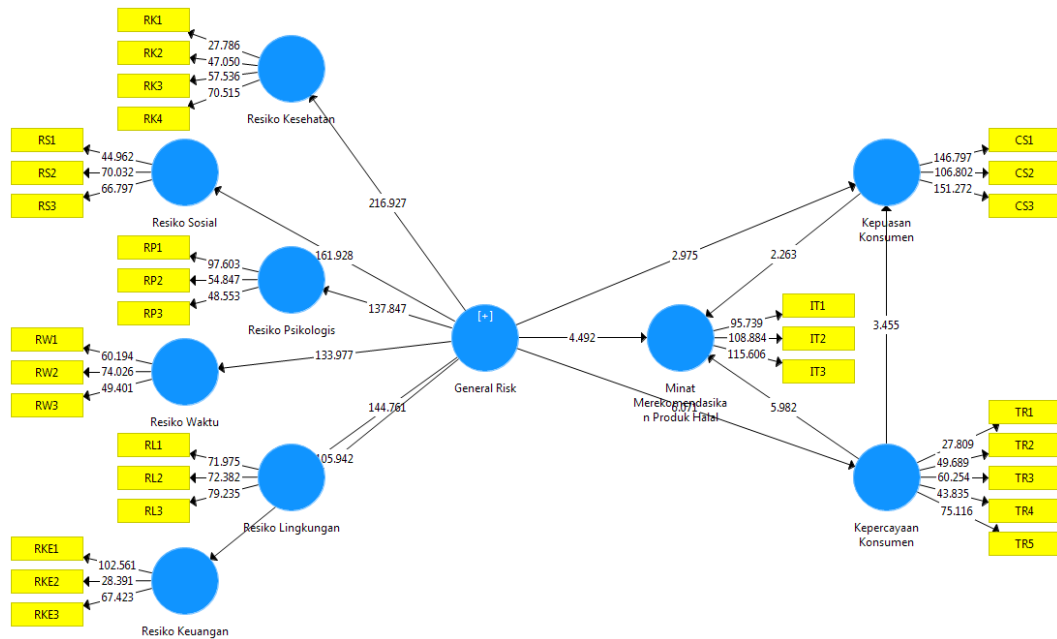 RK1
RK2
RK3
RK4
27.786
47.050
57.536
70.515
Resiko Kesehatan
RS1
RS2
RS3
44.962
70.032
66.797
Resiko Sosial
RP1
RP2
RP3
97.603
54.847
48.553
Resiko Psikologis
RW1
RW2
RW3
60.194
74.026
49.401
Resiko Waktu
RL1
RL2
RL3
71.975
72.382
79.235
Resiko Lingkungan
RKE1
RKE2
RKE3
102.561
28.391
67.423
Resiko Keuangan
216.927
161.928
137.847
133.977
144.761
105.942
[+]
General Risk
2.975
4.492
6.071
2.263
5.982
3.455
Minat
Merekomendasika
n Produk Halal
95.739
108.884
115.606
IT1
IT2
IT3
Kepuasan
Konsumen
146.797
106.802
151.272
CS1
CS2
CS3
Kepercayaan
Konsumen
27.809
49.689
60.254
43.835
75.116
TR1
TR2
TR3
TR4
TR5